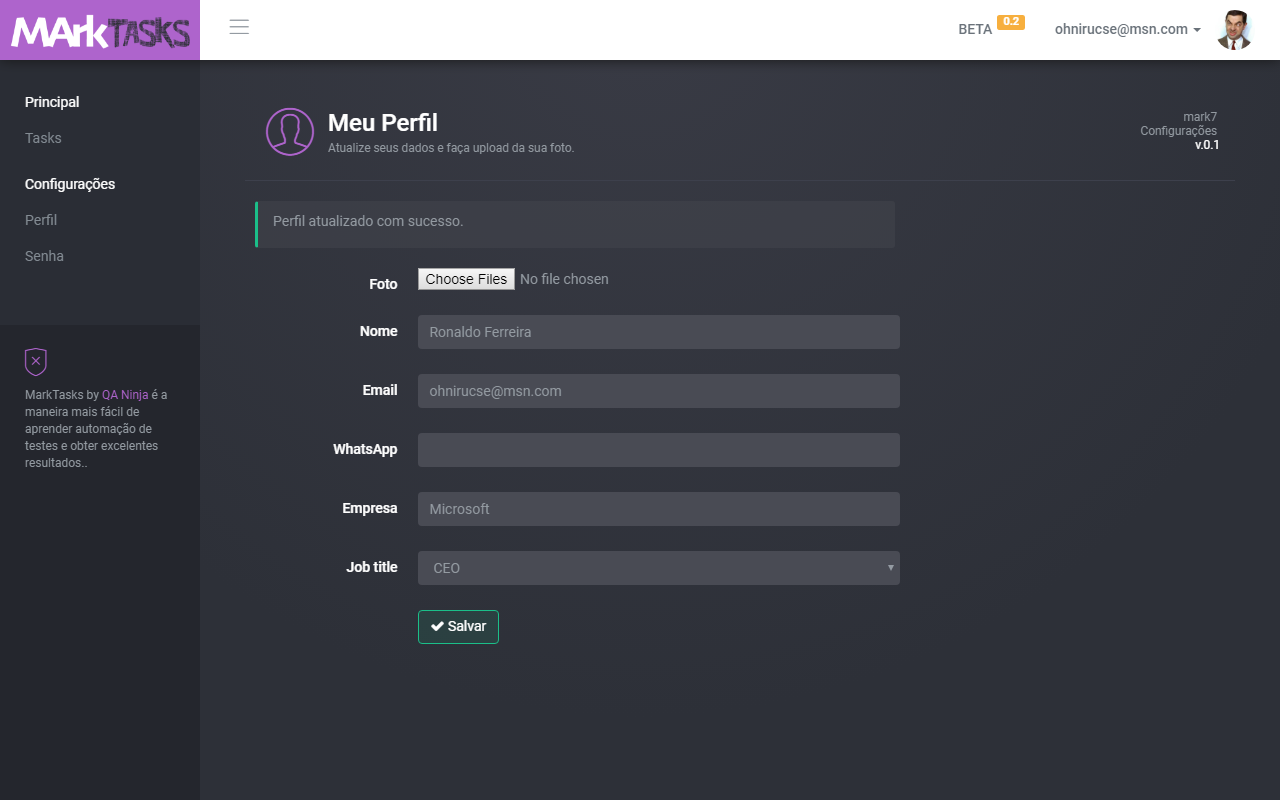 MArkTASKS
BETA 0.2
ohnirucse@msn.com
Principal
Tasks
Configurações
Perfil
Senha
MarkTasks by QA Ninja é a
maneira mais fácil de
aprender automação de
testes e obter excelentes
resultados..
Meu Perfil
Atualize seus dados e faça upload da sua foto.
mark7
Configurações
v.0.1
Perfil atualizado com sucesso.
Foto Choose Files No file chosen
Nome Ronaldo Ferreira
Email ohnirucse@msn.com
WhatsApp
Empresa Microsoft
Job title CEO
Salvar